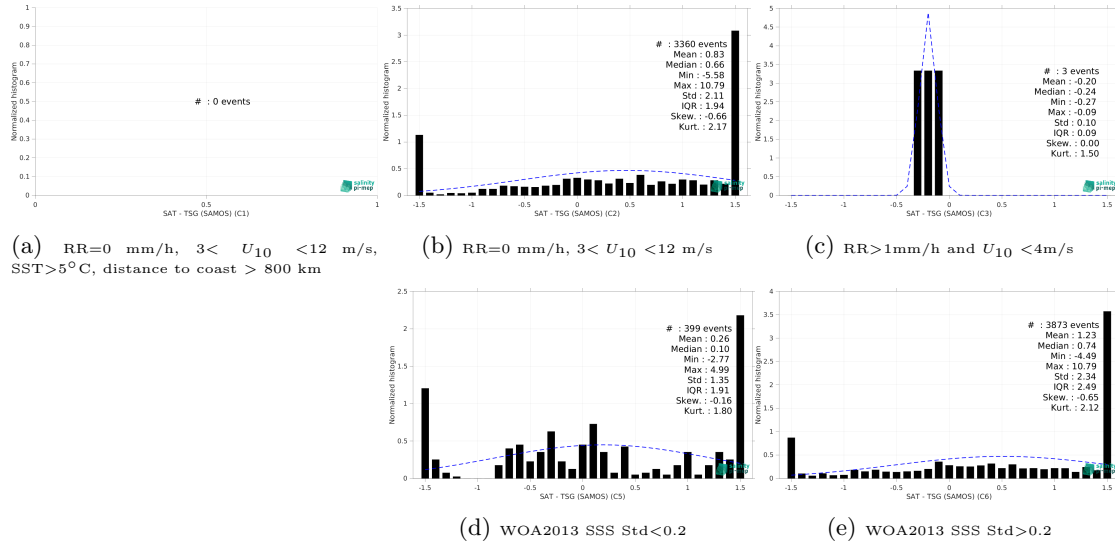 1
0.9
0.8
0.7
0.6
0.5
0.4
0.3
0.2
0.1
0
Normalized histogram
# : 0 events
0 0.5 1
SAT - TSG (SAMOS) (C1)
salinity
pi-mep
(a) RR=0 mm/h, 3< U10 <12 m/s,
SST>5°C, distance to coast > 800 km
3.5
3
2.5
2
1.5
1
0.5
0
Normalized histogram
# : 3360 events
Mean : 0.83
Median : 0.66
Min : -5.58
Max : 10.79
Std : 2.11
IQR : 1.94
Skew. : -0.66
Kurt. : 2.17
-1.5 -1 -0.5 0 0.5 1 1.5
SAT - TSG (SAMOS) (C2)
salinity
pi-mep
(b) RR=0 mm/h, 3< U10 <12 m/s
5
4.5
4
3.5
3
2.5
2
1.5
1
0.5
0
Normalized histogram
# : 3 events
Mean : -0.20
Median : -0.24
Min : -0.27
Max : -0.09
Std : 0.10
IQR : 0.09
Skew. : 0.00
Kurt. : 1.50
-1.5 -1 -0.5 0 0.5 1 1.5
SAT - TSG (SAMOS) (C3)
salinity
pi-mep
(c) RR>1mm/h and U10 <4m/s
2.5
2
1.5
1
0.5
0
Normalized histogram
# : 399 events
Mean : 0.26
Median : 0.10
Min : -2.77
Max : 4.99
Std : 1.35
IQR : 1.91
Skew. : -0.16
Kurt. : 1.80
-1.5 -1 -0.5 0 0.5 1 1.5
SAT - TSG (SAMOS) (C5)
salinity
pi-mep
(d) WOA2013 SSS Std<0.2
4
3.5
3
2.5
2
1.5
1
0.5
0
Normalized histogram
# : 3873 events
Mean : 1.23
Median : 0.74
Min : -4.49
Max : 10.79
Std : 2.34
IQR : 2.49
Skew. : -0.65
Kurt. : 2.12
-1.5 -1 -0.5 0 0.5 1 1.5
SAT - TSG (SAMOS) (C6)
salinity
pi-mep
(e) WOA2013 SSS Std>0.2